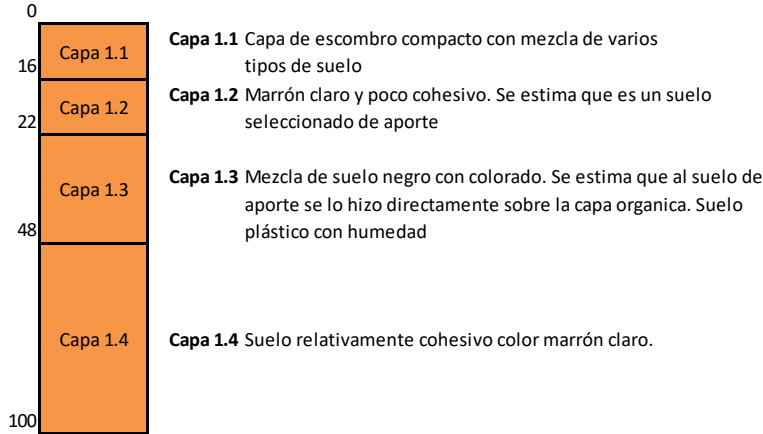 0
Capa 1.1
Capa 1.1 Capa de escombro compacto con mezcla de varios
tipos de suelo
16
Capa 1.2
Capa 1.2 Marrón claro y poco cohesivo. Se estima que es un suelo
seleccionado de aporte
22
Capa 1.3
Capa 1.3 Mezcla de suelo negro con colorado. Se estima que al suelo de
aporte se lo hizo directamente sobre la capa organica. Suelo
plástico con humedad
48
Capa 1.4
Capa 1.4 Suelo relativamente cohesivo color marrón claro.
100